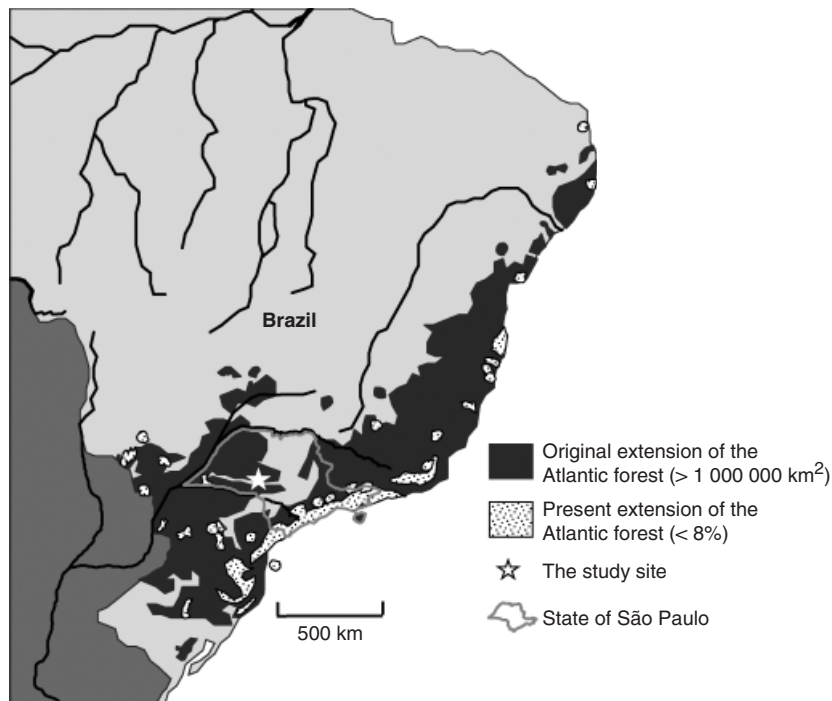 Brazil
Original extension of the
Atlantic forest (> 1 000 000 km²)
Present extension of the
Atlantic forest (< 8%)
The study site
State of São Paulo
500 km